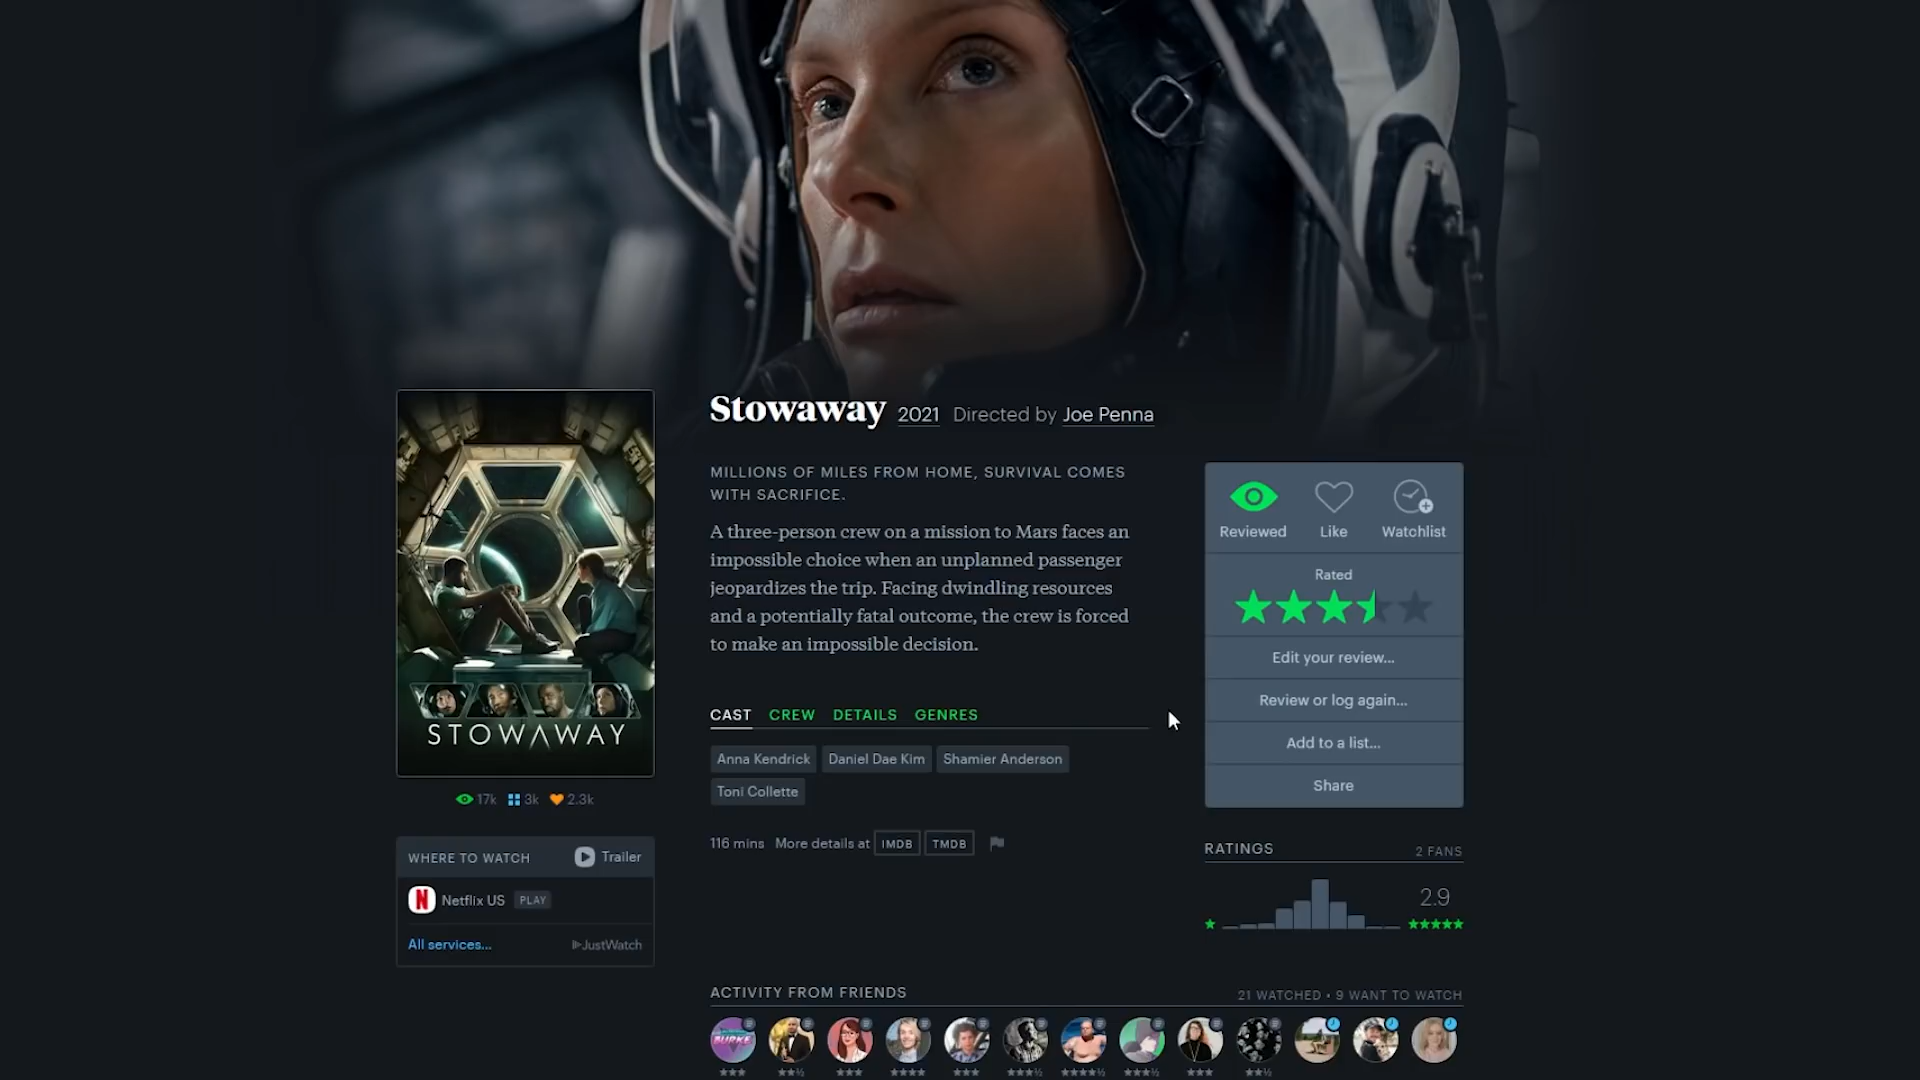 Stowaway 2021 Directed by Joe Penna
MILLIONS OF MILES FROM HOME, SURVIVAL COMES
WITH SACRIFICE.
A three-person crew on a mission to Mars faces an
impossible choice when an unplanned passenger
jeopardizes the trip. Facing dwindling resources
and a potentially fatal outcome, the crew is forced
to make an impossible decision.
CAST CREW DETAILS GENRES
Anna Kendrick Daniel Dae Kim Shamier Anderson
Toni Collette
116 mins More details at IMDB TMDB
STOWAWAY
17k 3k 2.3k
WHERE TO WATCH Trailer
Netflix US PLAY
All services... JustWatch
Reviewed Like Watchlist
Rated
Edit your review...
Review or log again...
Add to a list...
Share
RATINGS 2 FANS
2.9
ACTIVITY FROM FRIENDS 21 WATCHED • 9 WANT TO WATCH
BURKE